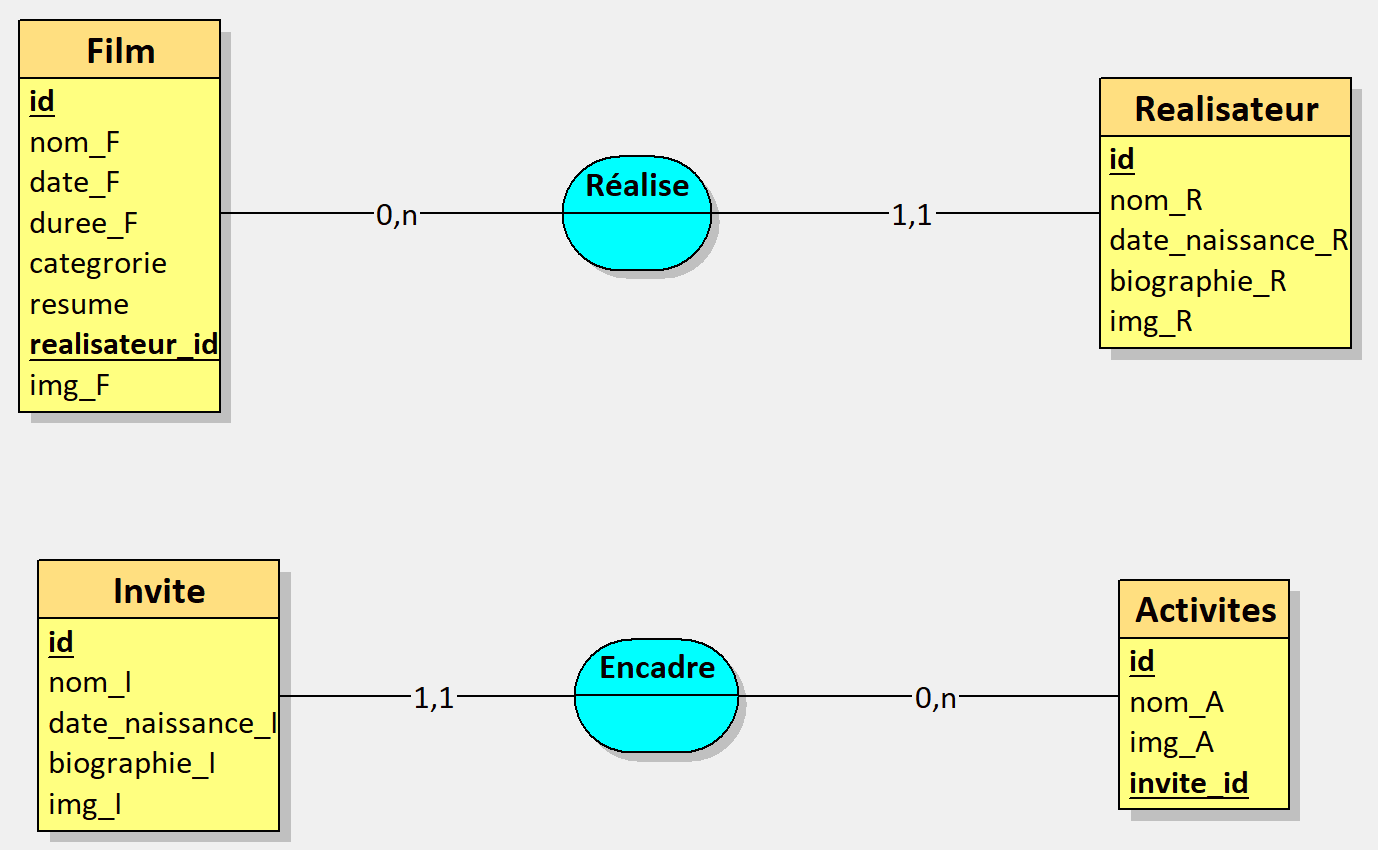 Film
id
nom_F
date_F
duree_F
categrorie
resume
realisateur_id
img_F
0,n
Réalise
1,1
Realisateur
id
nom_R
date_naissance_R
biographie_R
img_R
Invite
id
nom_I
date_naissance_I
biographie_I
img_I
1,1
Encadre
0,n
Activites
id
nom_A
img_A
invite_id